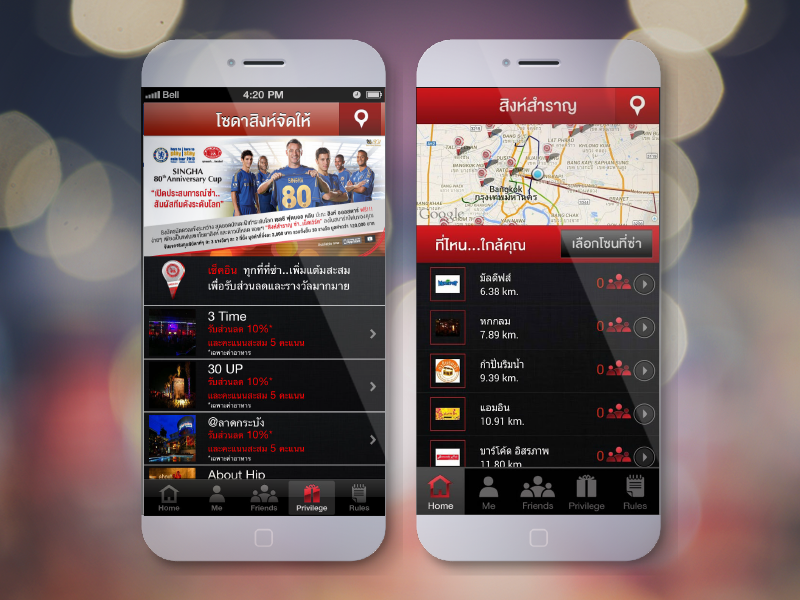 Bell 4:20 PM
โซดาสิงห์จัดให้
SINGHA
80th Anniversary Cup
"เปิดประสบการณ์ซ่า...
สัมผัสทีมดังระดับโลก"
SINGHA
80
เช็คอิน ทุกที่ที่ซ่า..เพิ่มแต้มสะสม
เพื่อรับส่วนลดและรางวัลมากมาย
3 Time
รับส่วนลด 10%*
และคะแนนสะสม 5 คะแนน
*เฉพาะค่าอาหาร
30 UP
รับส่วนลด 10%*
และคะแนนสะสม 5 คะแนน
*เฉพาะค่าอาหาร
@ลาดกระบัง
รับส่วนลด 10%*
และคะแนนสะสม 5 คะแนน
*เฉพาะค่าอาหาร
About Hip
Home Me Friends Privilege Rules
สิงห์สำราญ
Bangkok
กรุงเทพมหานคร
Google
ที่ไหน...ใกล้คุณ
เลือกโซนที่ซ่า
มัลดีฟส์
6.38 km.
0
หกกลม
7.89 km.
0
กำปั่นริมน้ำ
9.39 km.
0
แอมอิน
10.91 km.
0
บาร์โค้ด อิสรภาพ
11.80 km.
0
Home Me Friends Privilege Rules